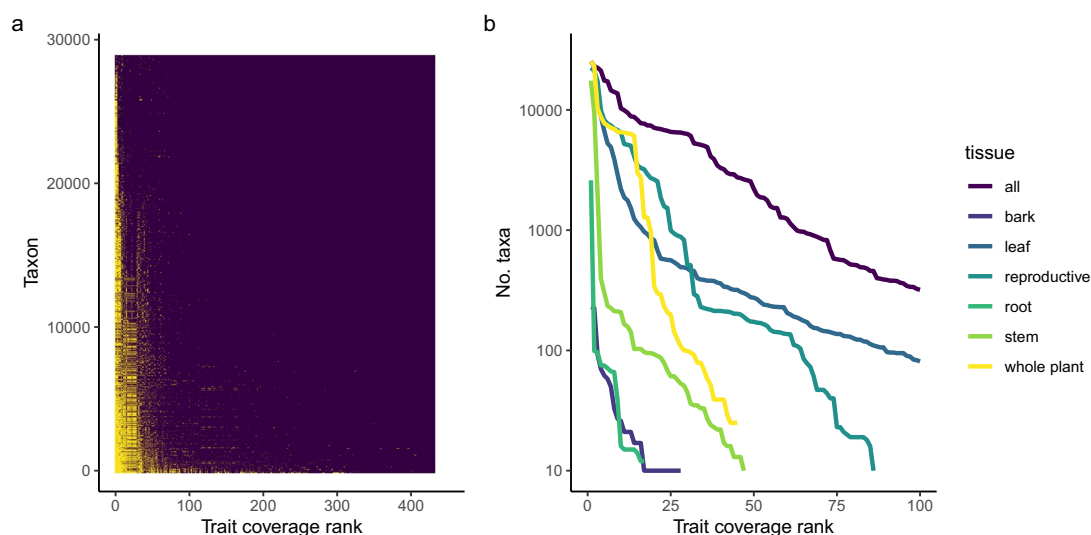 a
Taxon
30000
20000
10000
0
0
100
200
300
400
Trait coverage rank
b
No. taxa
10000
1000
100
10
0
25
50
75
100
Trait coverage rank
tissue
all
bark
leaf
reproductive
root
stem
whole plant